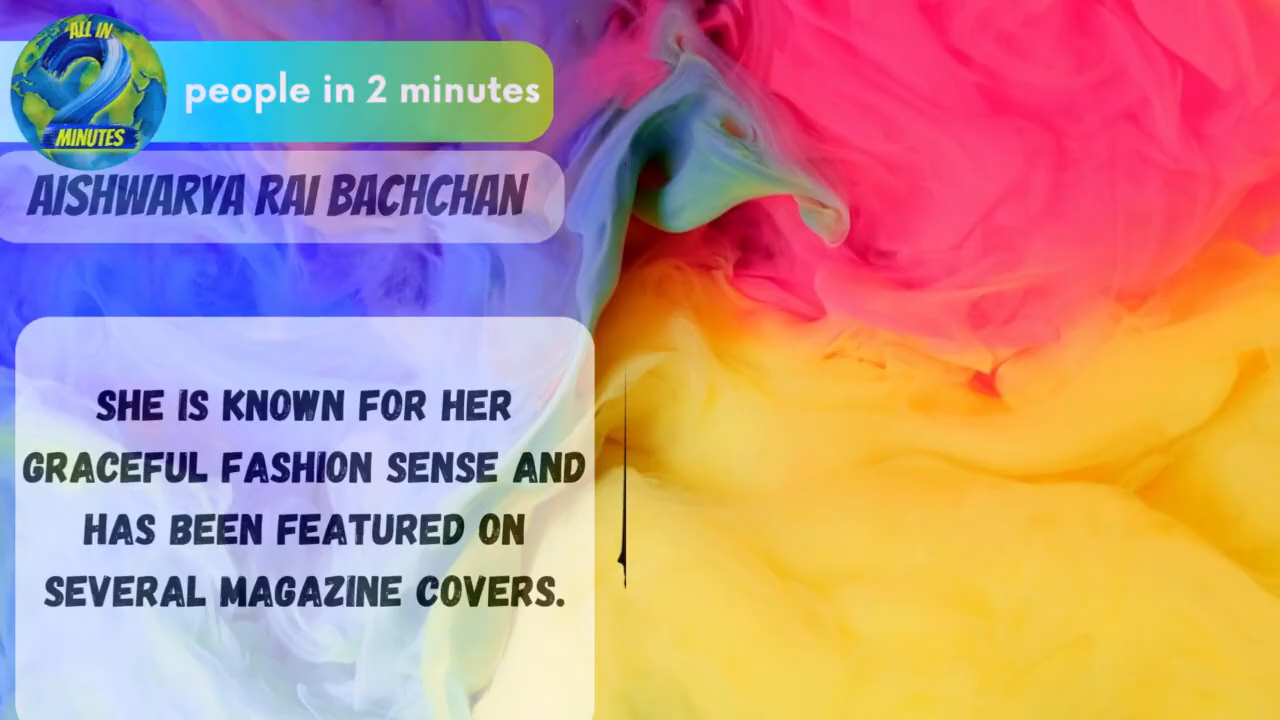 ALL IN
2
MINUTES
people in 2 minutes
AISHWARYA RAI BACHCHAN
SHE IS KNOWN FOR HER
GRACEFUL FASHION SENSE AND
HAS BEEN FEATURED ON
SEVERAL MAGAZINE COVERS.